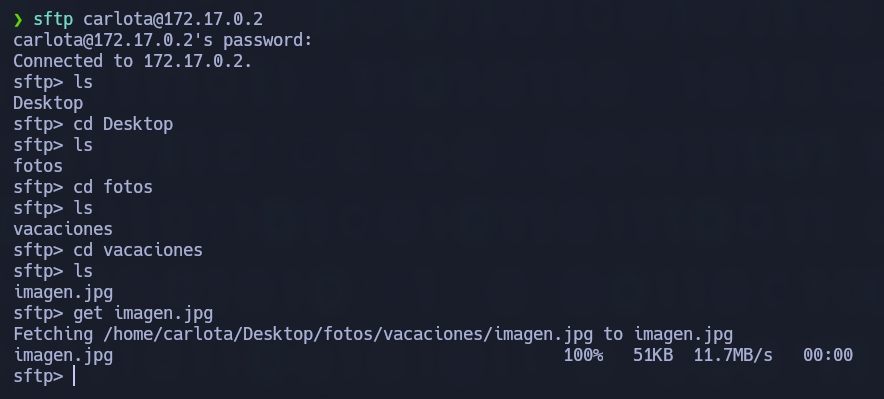 ❯ sftp carlota@172.17.0.2
carlota@172.17.0.2's password:
Connected to 172.17.0.2.
sftp> ls
Desktop
sftp> cd Desktop
sftp> ls
fotos
sftp> cd fotos
sftp> ls
vacaciones
sftp> cd vacaciones
sftp> ls
imagen.jpg
sftp> get imagen.jpg
Fetching /home/carlota/Desktop/fotos/vacaciones/imagen.jpg to imagen.jpg
imagen.jpg                                             100%   51KB  11.7MB/s   00:00
sftp>